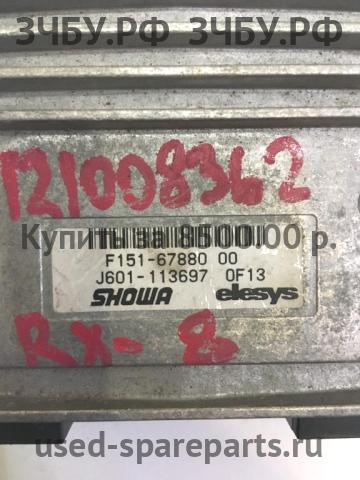 ЗЧБУ.РФ ЗЧБУ.РФ
121008362
Купить за 8500.00 р.
F151-67880 00
J601-113697 0F13
SHOWA elesys
RX-8
used-spareparts.ru